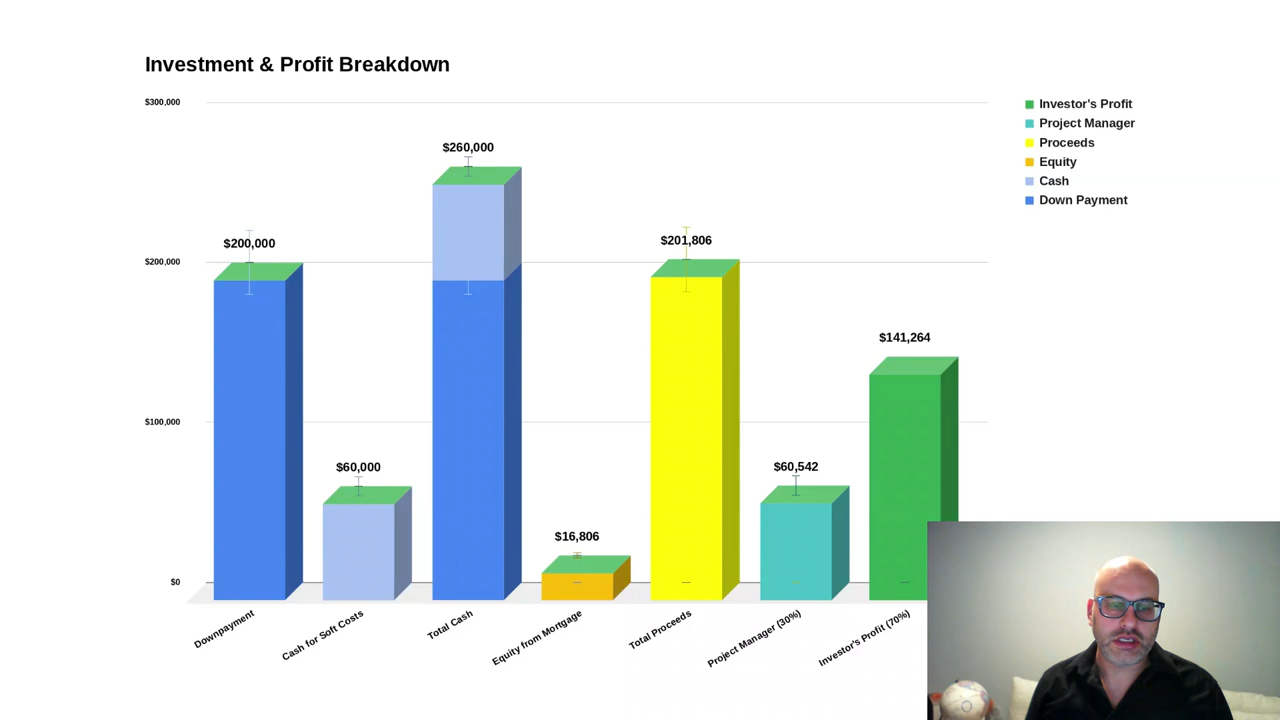 Investment & Profit Breakdown
$300,000
$200,000
$100,000
$0
$200,000
$60,000
$260,000
$16,806
$201,806
$60,542
$141,264
Downpayment
Cash for Soft Costs
Total Cash
Equity from Mortgage
Total Proceeds
Project Manager (30%)
Investor's Profit (70%)
Investor's Profit
Project Manager
Proceeds
Equity
Cash
Down Payment